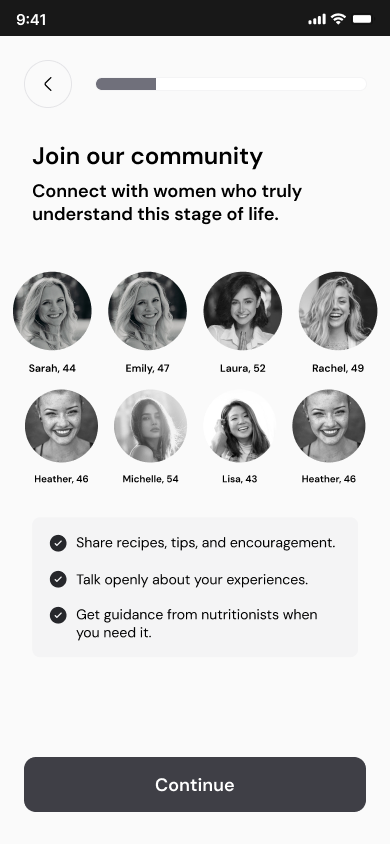 9:41
Join our community
Connect with women who truly
understand this stage of life.
Sarah, 44
Emily, 47
Laura, 52
Rachel, 49
Heather, 46
Michelle, 54
Lisa, 43
Heather, 46
Share recipes, tips, and encouragement.
Talk openly about your experiences.
Get guidance from nutritionists when
you need it.
Continue